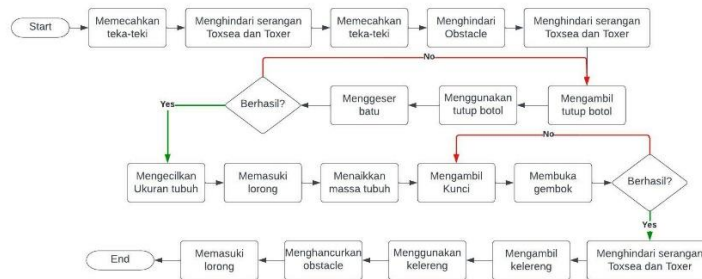 Start
Memecahkan
teka-teki
Menghindari serangan
Toxsea dan Toxer
Memecahkan
teka-teki
Menghindari
Obstacle
Menghindari serangan
Toxsea dan Toxer
No
Yes
Berhasil?
Menggeser
batu
Menggunakan
tutup botol
Mengambil
tutup botol
No
Mengecilkan
Ukuran tubuh
Memasuki
lorong
Menaikkan
massa tubuh
Mengambil
Kunci
Membuka
gembok
Berhasil?
Yes
End
Memasuki
lorong
Menghancurkan
obstacle
Menggunakan
kelereng
Mengambil
kelereng
Menghindari serangan
Toxsea dan Toxer